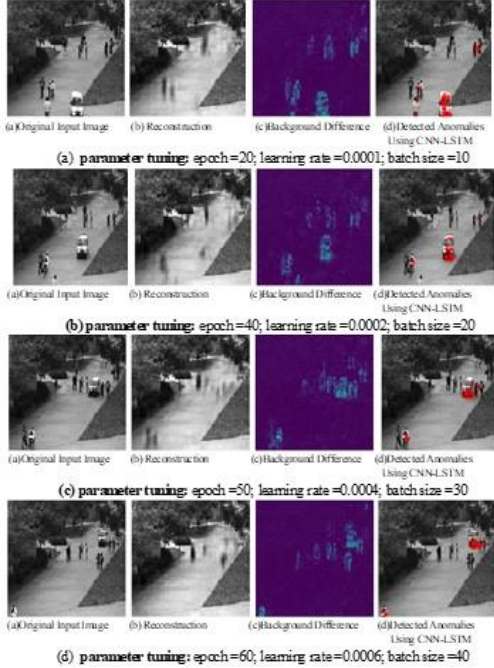 (a)Original Input Image (b) Reconstruction (c)Background Difference (d)Detected Anomalies
Using CNN-LSTM
(a) parameter tuning: epoch =20; learning rate =0.0001; batch size =10
(a)Original Input Image (b) Reconstruction (c)Background Difference (d)Detected Anomalies
Using CNN-LSTM
(b) parameter tuning: epoch =40; learning rate =0.0002; batch size =20
(a)Original Input Image (b) Reconstruction (c)Background Difference (d)Detected Anomalies
Using CNN-LSTM
(c) parameter tuning: epoch =50; learning rate =0.0004; batch size =30
(a)Original Input Image (b) Reconstruction (c)Background Difference (d)Detected Anomalies
Using CNN-LSTM
(d) parameter tuning: epoch =60; learning rate =0.0006; batch size =40